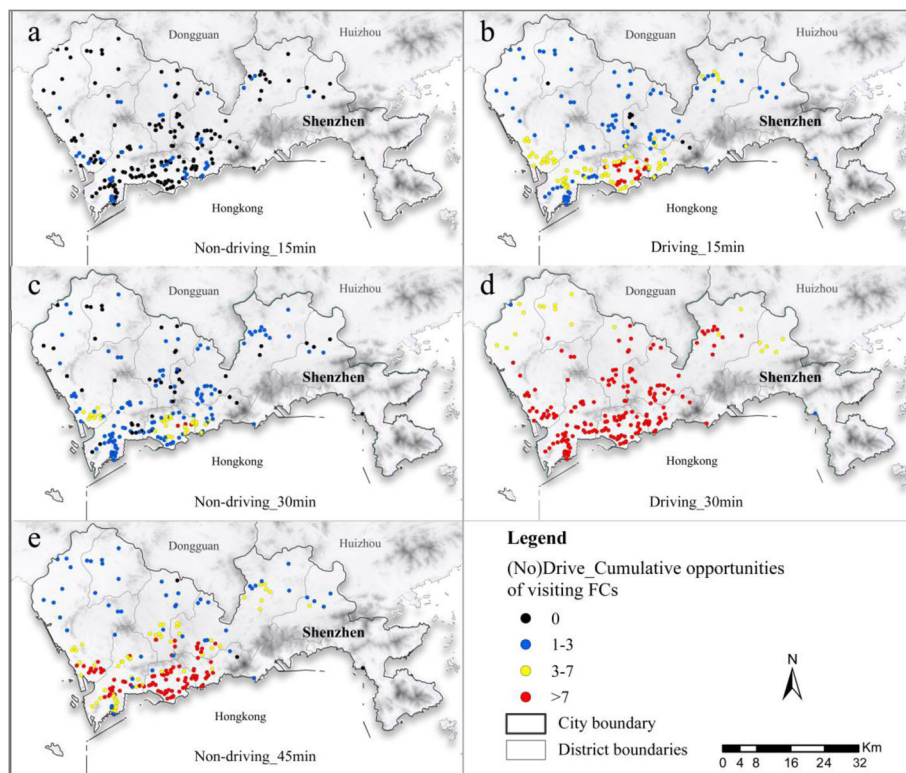 a
Dongguan
Huizhou
Shenzhen
Hongkong
Non-driving_15min
b
Dongguan
Huizhou
Shenzhen
Hongkong
Driving_15min
c
Dongguan
Huizhou
Shenzhen
Hongkong
Non-driving_30min
d
Dongguan
Huizhou
Shenzhen
Hongkong
Driving_30min
e
Dongguan
Huizhou
Shenzhen
Hongkong
Non-driving_45min
Legend
(No)Drive_Cumulative opportunities
of visiting FCs
0
1-3
3-7
>7
City boundary
District boundaries
N
Km
0 4 8 16 24 32